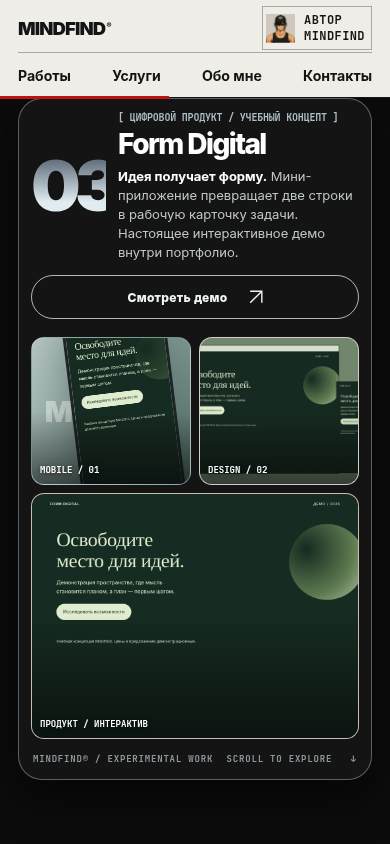 MINDFIND®
АВТОР
MINDFIND
Работы Услуги Обо мне Контакты
[ ЦИФРОВОЙ ПРОДУКТ / УЧЕБНЫЙ КОНЦЕПТ ]
03
Form Digital
Идея получает форму. Мини-
приложение превращает две строки
в рабочую карточку задачи.
Настоящее интерактивное демо
внутри портфолио.
Смотреть демо
Освободите
место для идей.
M
MOBILE / 01
ободите
сто для идей.
DESIGN / 02
FORM DIGITAL
Освободите
место для идей.
Демонстрация пространства, где мысль
становится планом, а план — первым шагом.
Исследовать возможности
ПРОДУКТ / ИНТЕРАКТИВ
MINDFIND® / EXPERIMENTAL WORK SCROLL TO EXPLORE ↓